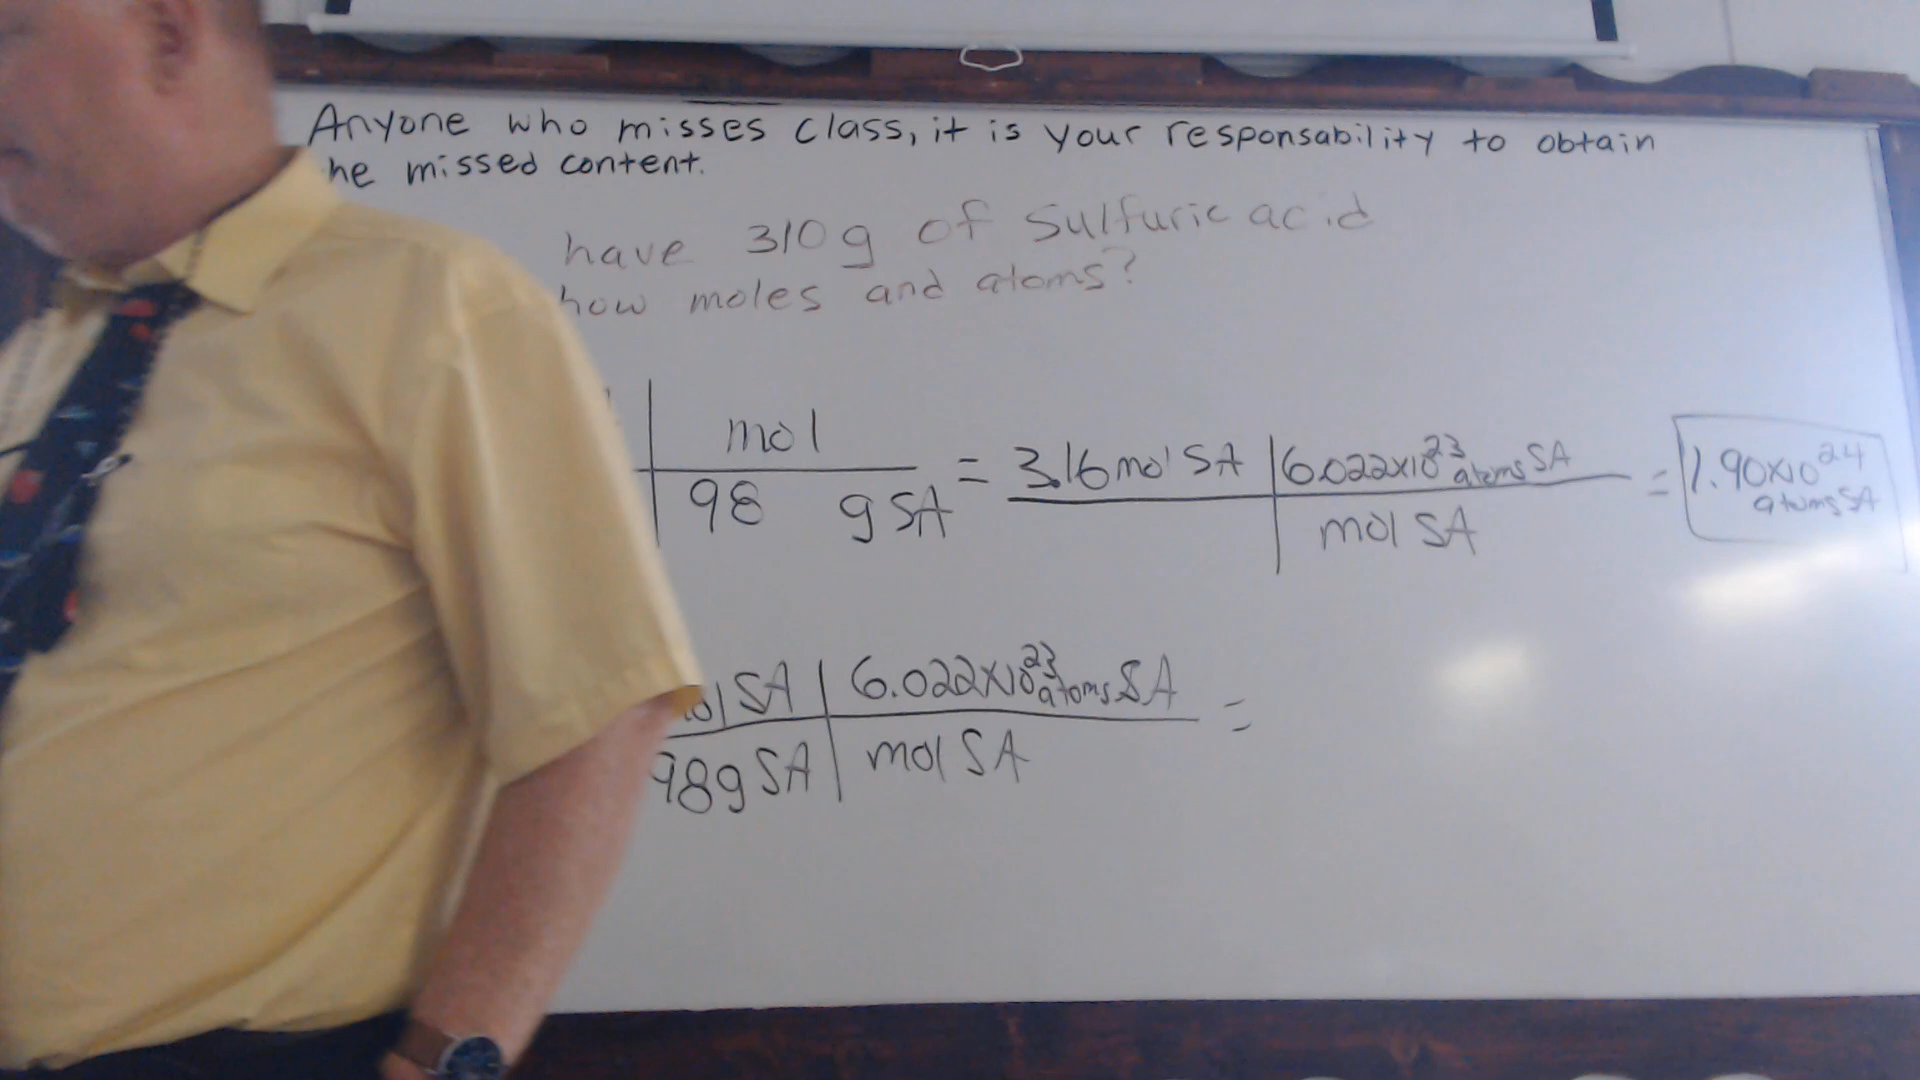 Anyone who misses class, it is your responsability to obtain
he missed content.
have 310g of Sulfuric acid
how moles and atoms?
mol
98 g SA
= 3.16 mol SA | 6.022x10²³ atoms SA
mol SA
= 1.90x10²⁴
atoms SA
ol SA | 6.022x10²³ atoms SA =
98g SA | mol SA